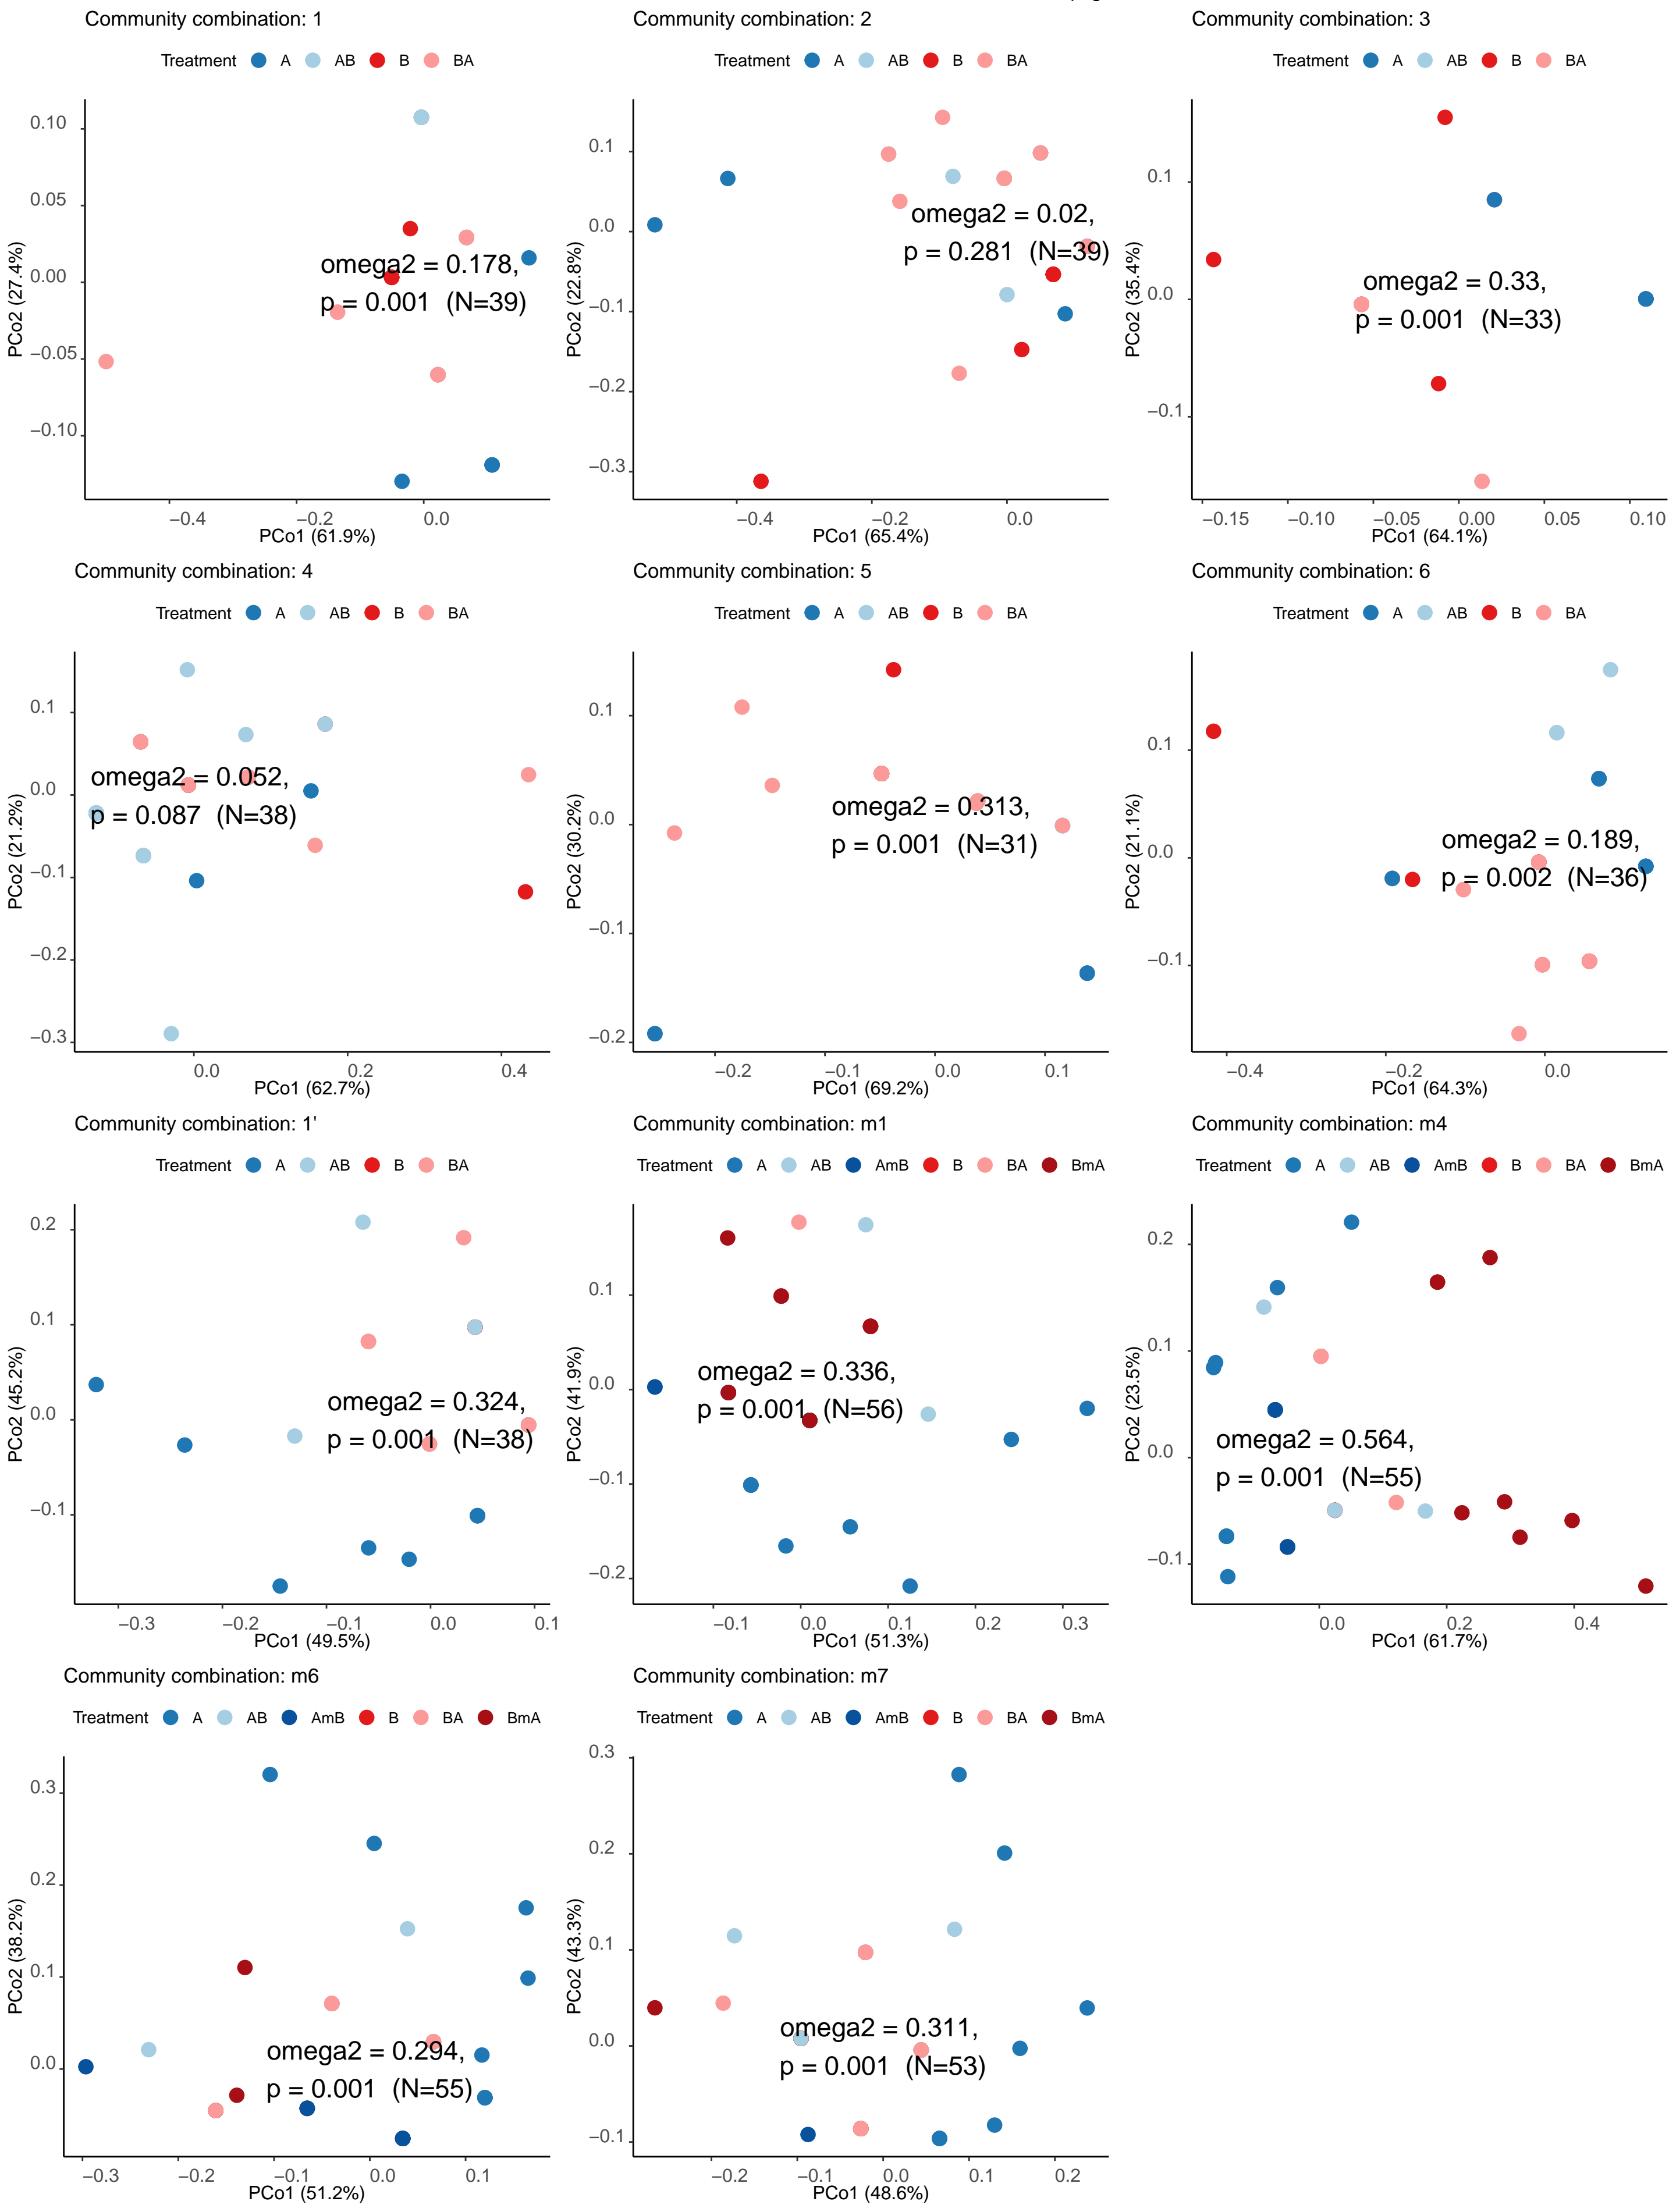 Community combination: 1
Treatment A AB B BA
PCo2 (27.4%)
0.10
0.05
0.00
−0.05
−0.10
omega2 = 0.178,
p = 0.001 (N=39)
−0.4 −0.2 0.0
PCo1 (61.9%)
Community combination: 2
Treatment A AB B BA
PCo2 (22.8%)
0.1
0.0
−0.1
−0.2
−0.3
omega2 = 0.02,
p = 0.281 (N=39)
−0.4 −0.2 0.0
PCo1 (65.4%)
Community combination: 3
Treatment A AB B BA
PCo2 (35.4%)
0.1
0.0
−0.1
omega2 = 0.33,
p = 0.001 (N=33)
−0.15 −0.10 −0.05 0.00 0.05 0.10
PCo1 (64.1%)
Community combination: 4
Treatment A AB B BA
PCo2 (21.2%)
0.1
0.0
−0.1
−0.2
−0.3
omega2 = 0.052,
p = 0.087 (N=38)
0.0 0.2 0.4
PCo1 (62.7%)
Community combination: 5
Treatment A AB B BA
PCo2 (30.2%)
0.1
0.0
−0.1
−0.2
omega2 = 0.313,
p = 0.001 (N=31)
−0.2 −0.1 0.0 0.1
PCo1 (69.2%)
Community combination: 6
Treatment A AB B BA
PCo2 (21.1%)
0.1
0.0
−0.1
omega2 = 0.189,
p = 0.002 (N=36)
−0.4 −0.2 0.0
PCo1 (64.3%)
Community combination: 1'
Treatment A AB B BA
PCo2 (45.2%)
0.2
0.1
0.0
−0.1
omega2 = 0.324,
p = 0.001 (N=38)
−0.3 −0.2 −0.1 0.0 0.1
PCo1 (49.5%)
Community combination: m1
Treatment A AB AmB B BA BmA
PCo2 (41.9%)
0.1
0.0
−0.1
−0.2
omega2 = 0.336,
p = 0.001 (N=56)
−0.1 0.0 0.1 0.2 0.3
PCo1 (51.3%)
Community combination: m4
Treatment A AB AmB B BA BmA
PCo2 (23.5%)
0.2
0.1
0.0
−0.1
omega2 = 0.564,
p = 0.001 (N=55)
0.0 0.2 0.4
PCo1 (61.7%)
Community combination: m6
Treatment A AB AmB B BA BmA
PCo2 (38.2%)
0.3
0.2
0.1
0.0
omega2 = 0.294,
p = 0.001 (N=55)
−0.3 −0.2 −0.1 0.0 0.1
PCo1 (51.2%)
Community combination: m7
Treatment A AB AmB B BA BmA
PCo2 (43.3%)
0.3
0.2
0.1
0.0
−0.1
omega2 = 0.311,
p = 0.001 (N=53)
−0.2 −0.1 0.0 0.1 0.2
PCo1 (48.6%)